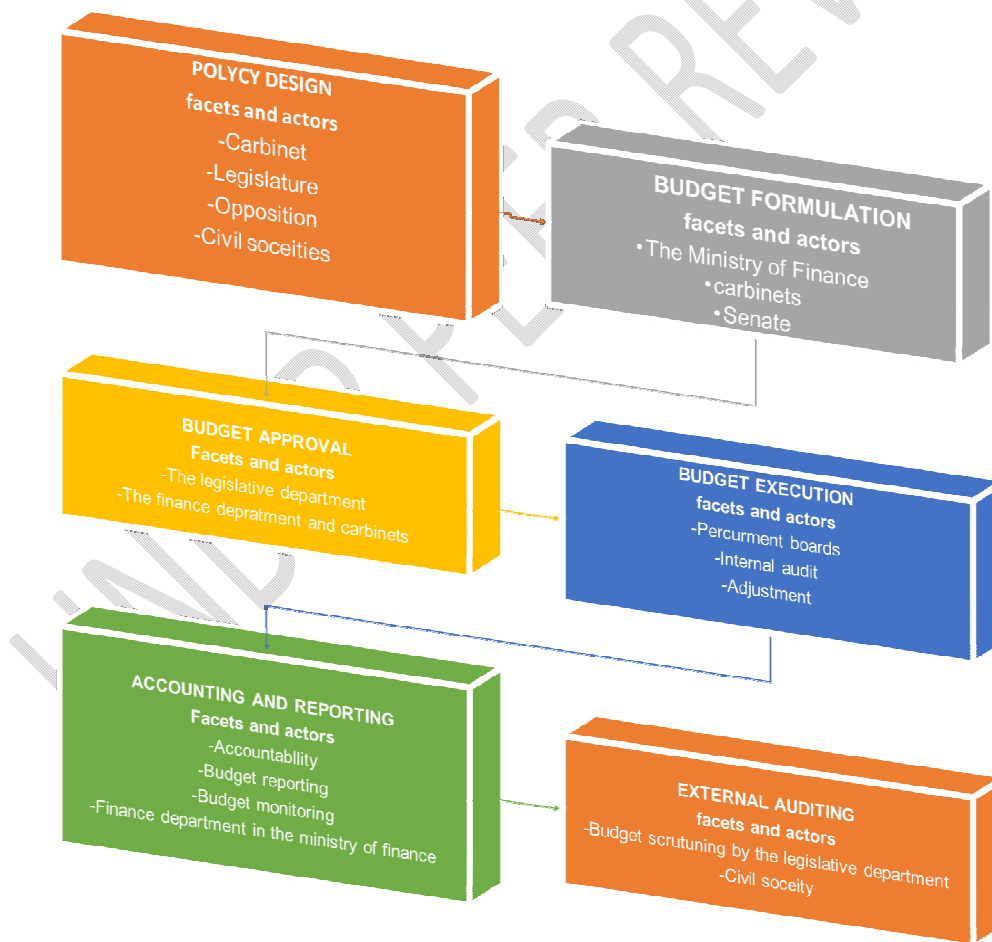 POLYCY DESIGN
facets and actors
-Carbinet
-Legislature
-Opposition
-Civil soceities
BUDGET FORMULATION
facets and actors
•The Ministry of Finance
•carbinets
•Senate
BUDGET APPROVAL
Facets and actors
-The legislative department
-The finance depratment and carbinets
BUDGET EXECUTION
facets and actors
-Percurment boards
-Internal audit
-Adjustment
ACCOUNTING AND REPORTING
Facets and actors
-Accountabllity
-Budget reporting
-Budget monitoring
-Finance department in the ministry of finance
EXTERNAL AUDITING
facets and actors
-Budget scrutuning by the legislative department
-Civil soceity